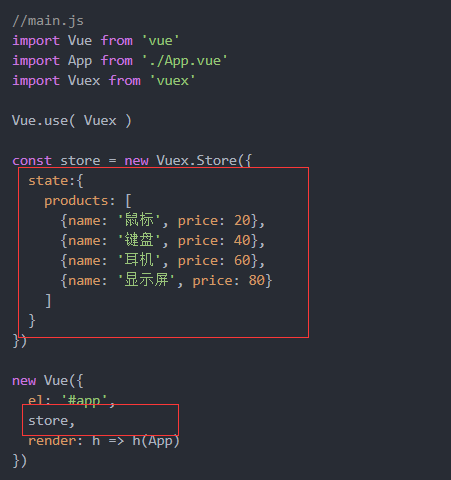 //main.js
import Vue from 'vue'
import App from './App.vue'
import Vuex from 'vuex'
Vue.use( Vuex )
const store = new Vuex.Store({
state:{
products: [
{name: '鼠标', price: 20},
{name: '键盘', price: 40},
{name: '耳机', price: 60},
{name: '显示屏', price: 80}
]
}
})
new Vue({
el: '#app',
store,
render: h => h(App)
})